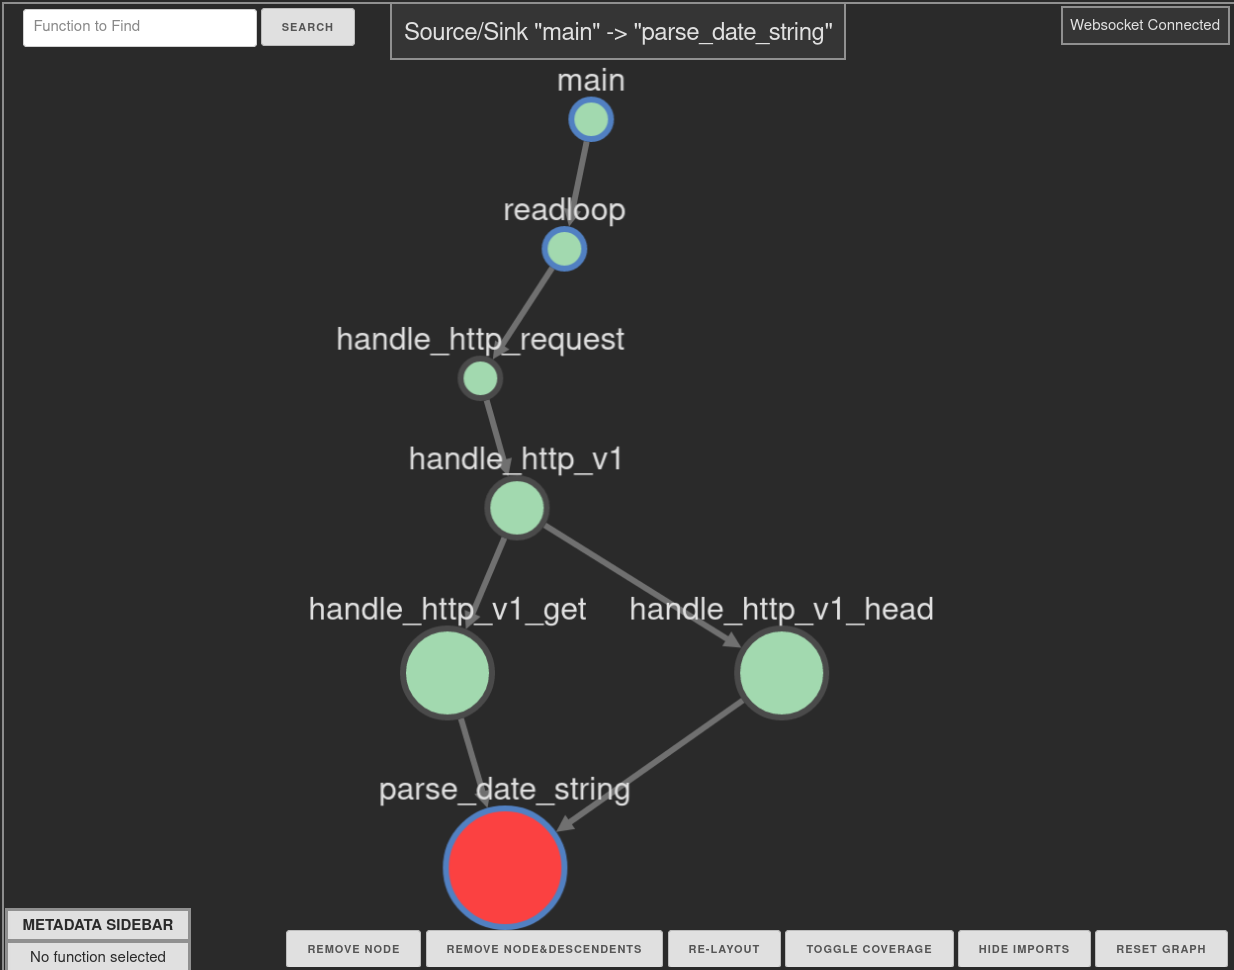 Function to Find
SEARCH
Source/Sink "main" -> "parse_date_string"
Websocket Connected
main
readloop
handle_http_request
handle_http_v1
handle_http_v1_get
handle_http_v1_head
parse_date_string
METADATA SIDEBAR
No function selected
REMOVE NODE
REMOVE NODE&DESCENDENTS
RE-LAYOUT
TOGGLE COVERAGE
HIDE IMPORTS
RESET GRAPH